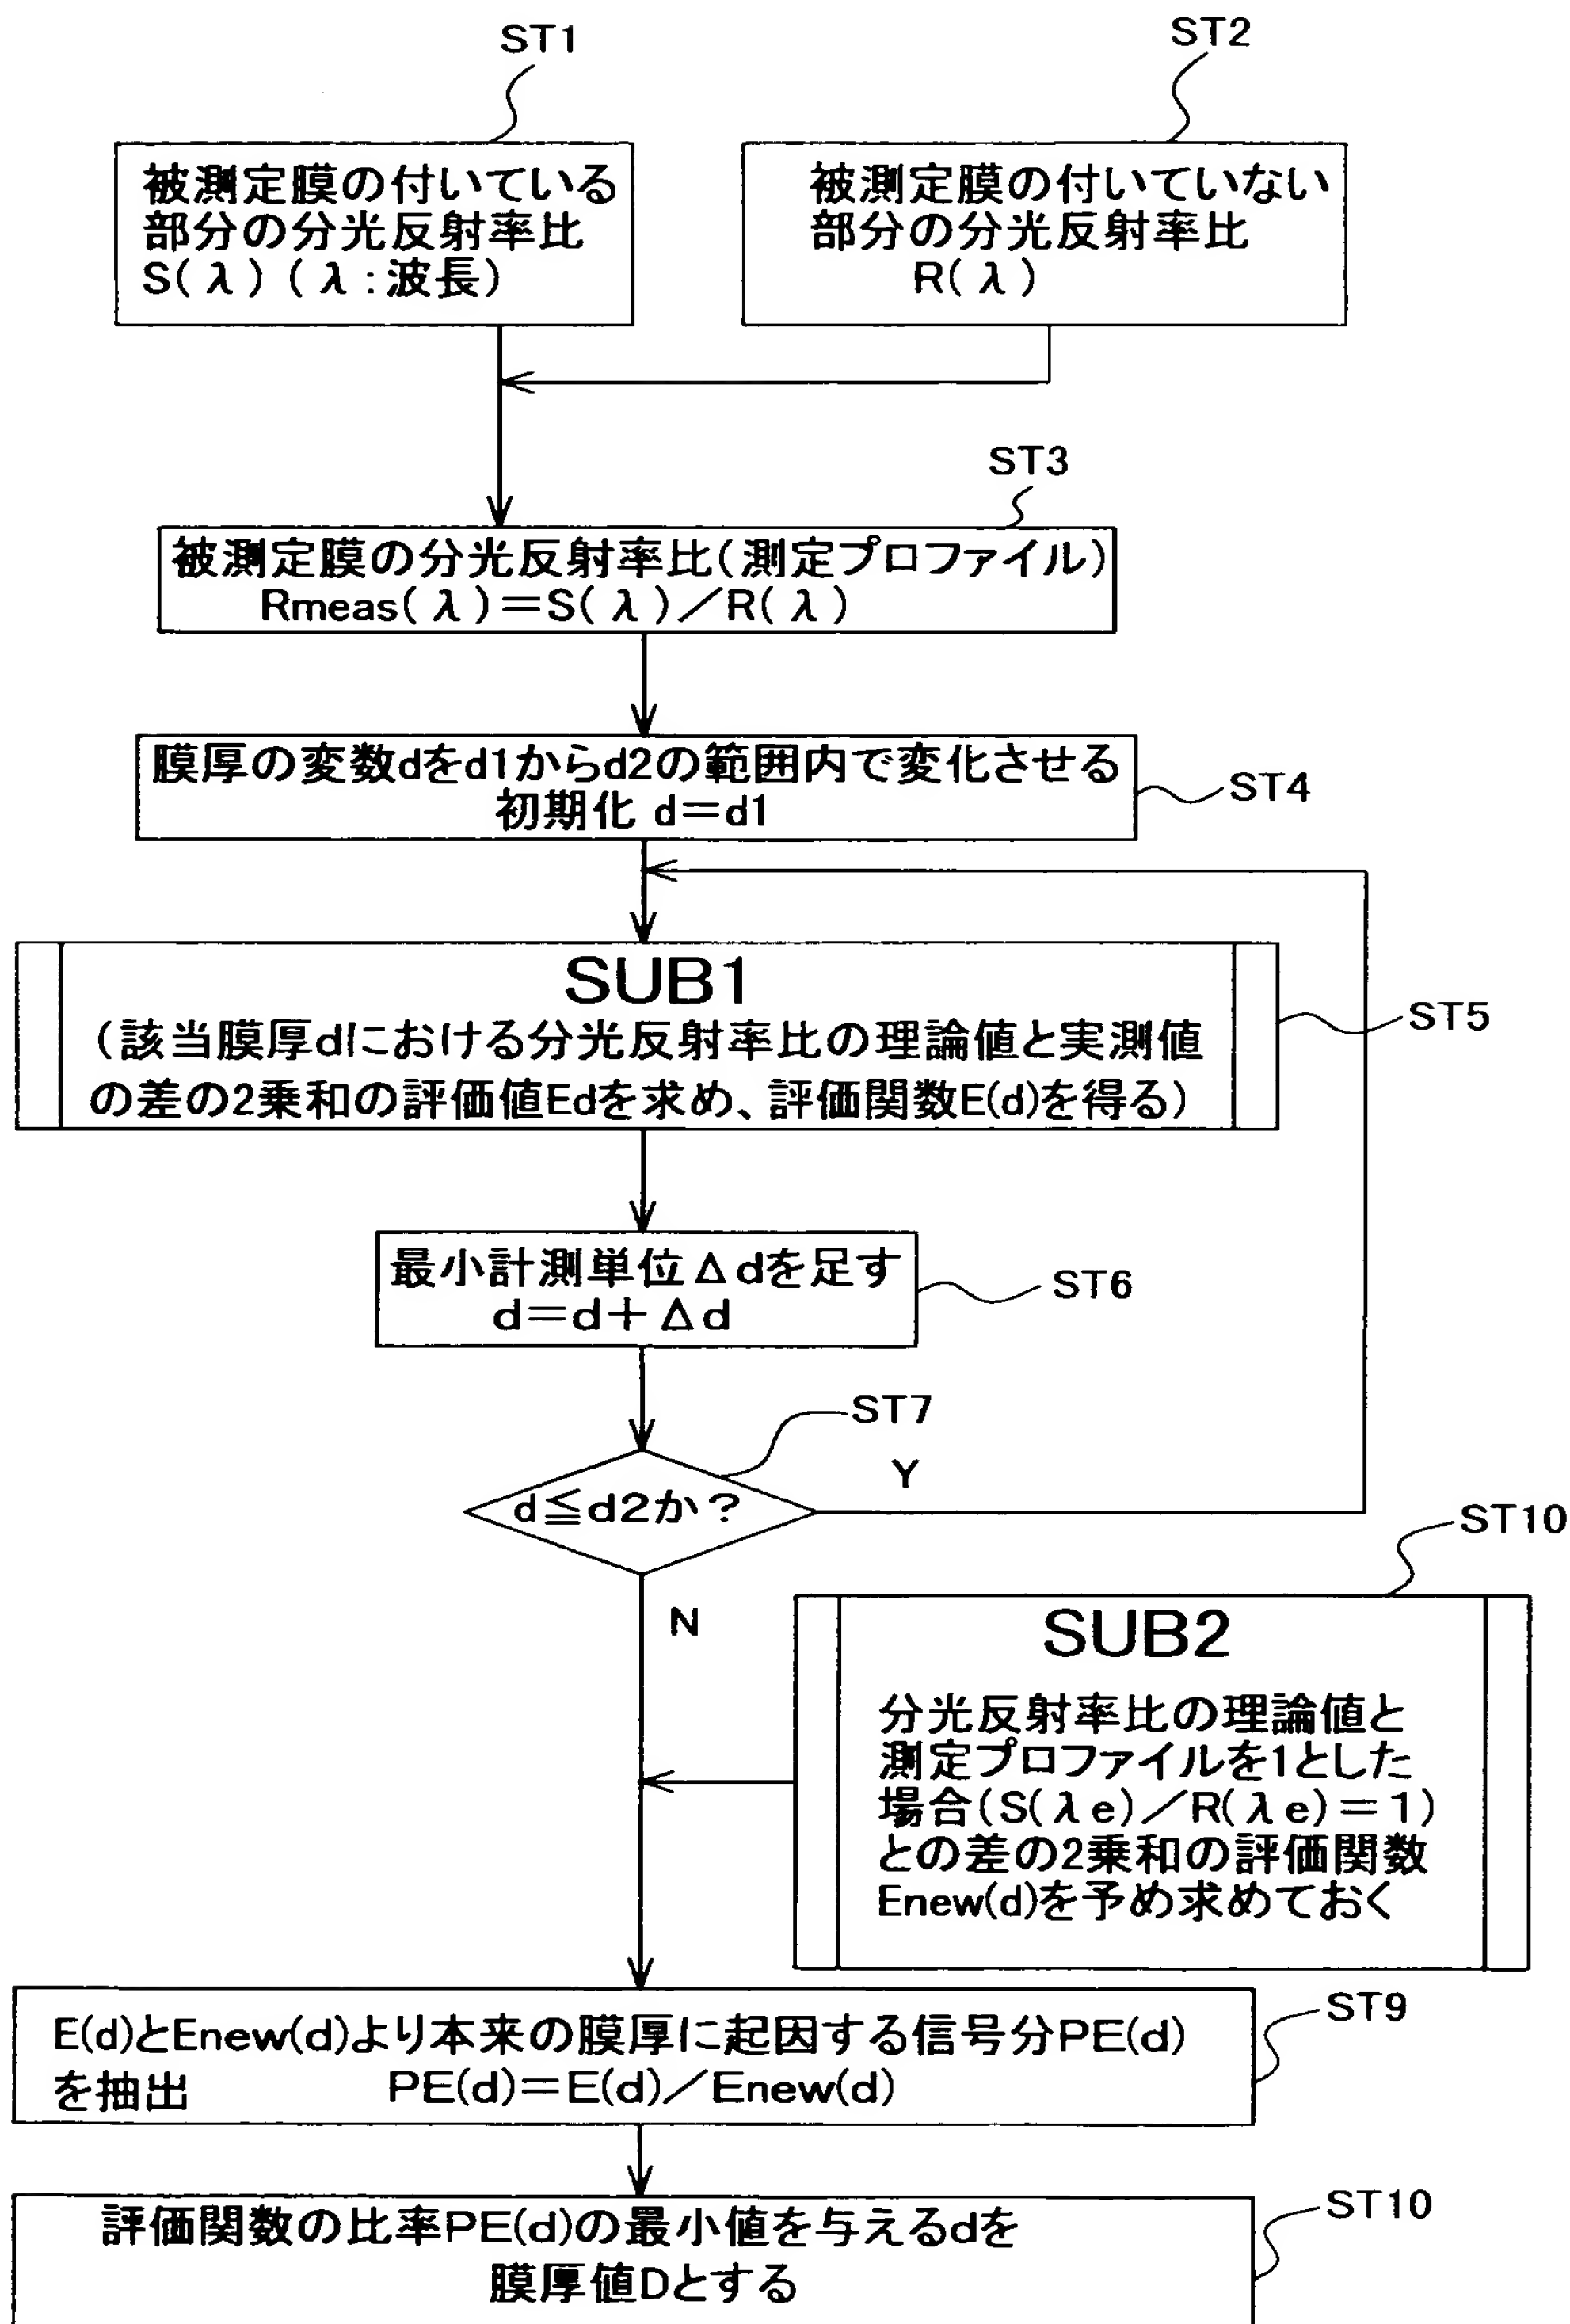 ST1
ST2
被測定膜の付いている
部分の分光反射率比
S(λ) (λ:波長)
被測定膜の付いていない
部分の分光反射率比
R(λ)
ST3
被測定膜の分光反射率比(測定プロファイル)
Rmeas(λ)=S(λ)/R(λ)
膜厚の変数dをd1からd2の範囲内で変化させる
初期化 d=d1
ST4
SUB1
(該当膜厚dにおける分光反射率比の理論値と実測値
の差の2乗和の評価値Edを求め、評価関数E(d)を得る)
ST5
最小計測単位Δdを足す
d=d+Δd
ST6
ST7
d≦d2か?
Y
N
ST10
SUB2
分光反射率比の理論値と
測定プロファイルを1とした
場合(S(λe)/R(λe)=1)
との差の2乗和の評価関数
Enew(d)を予め求めておく
E(d)とEnew(d)より本来の膜厚に起因する信号分PE(d)
を抽出 PE(d)=E(d)/Enew(d)
ST9
評価関数の比率PE(d)の最小値を与えるdを
膜厚値Dとする
ST10